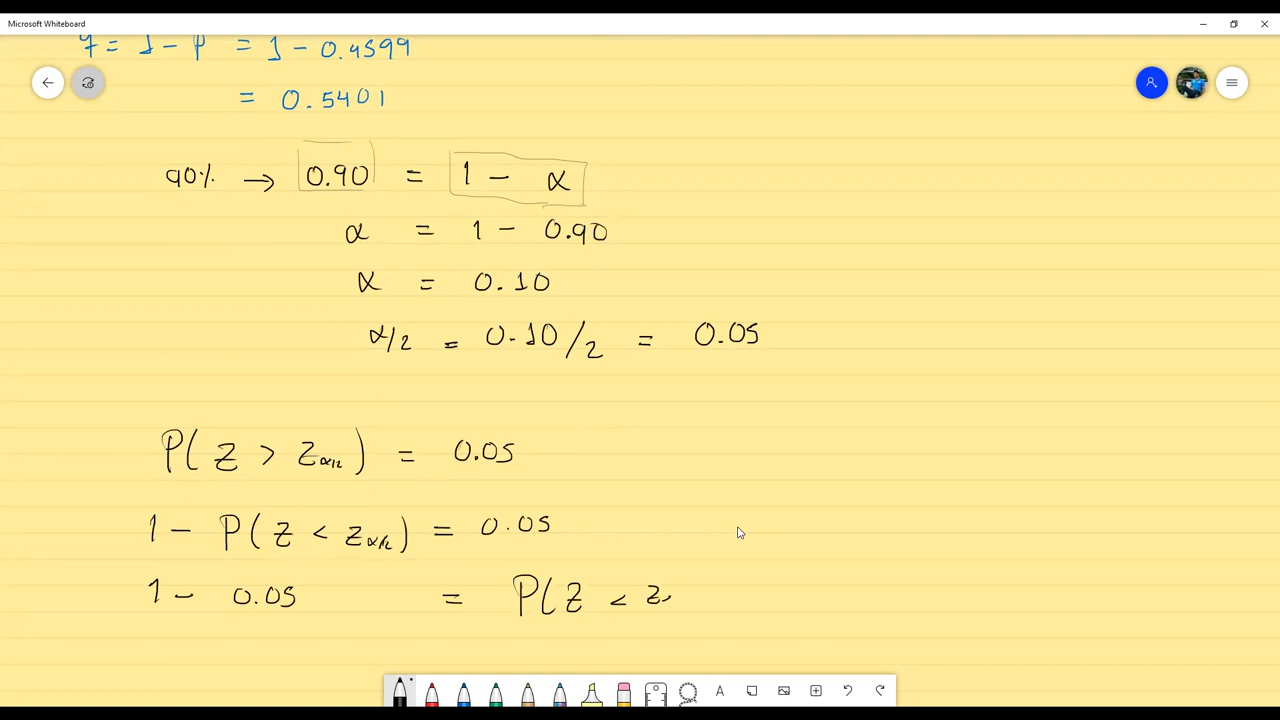 Microsoft Whiteboard
q = 1 - P = 1 - 0.4599
= 0.5401
90% → 0.90 = 1 - α
α = 1 - 0.90
α = 0.10
α/2 = 0.10/2 = 0.05
P( Z > Zα/2 ) = 0.05
1 - P( Z < Zα/2 ) = 0.05
1 - 0.05 = P( Z < Z
A